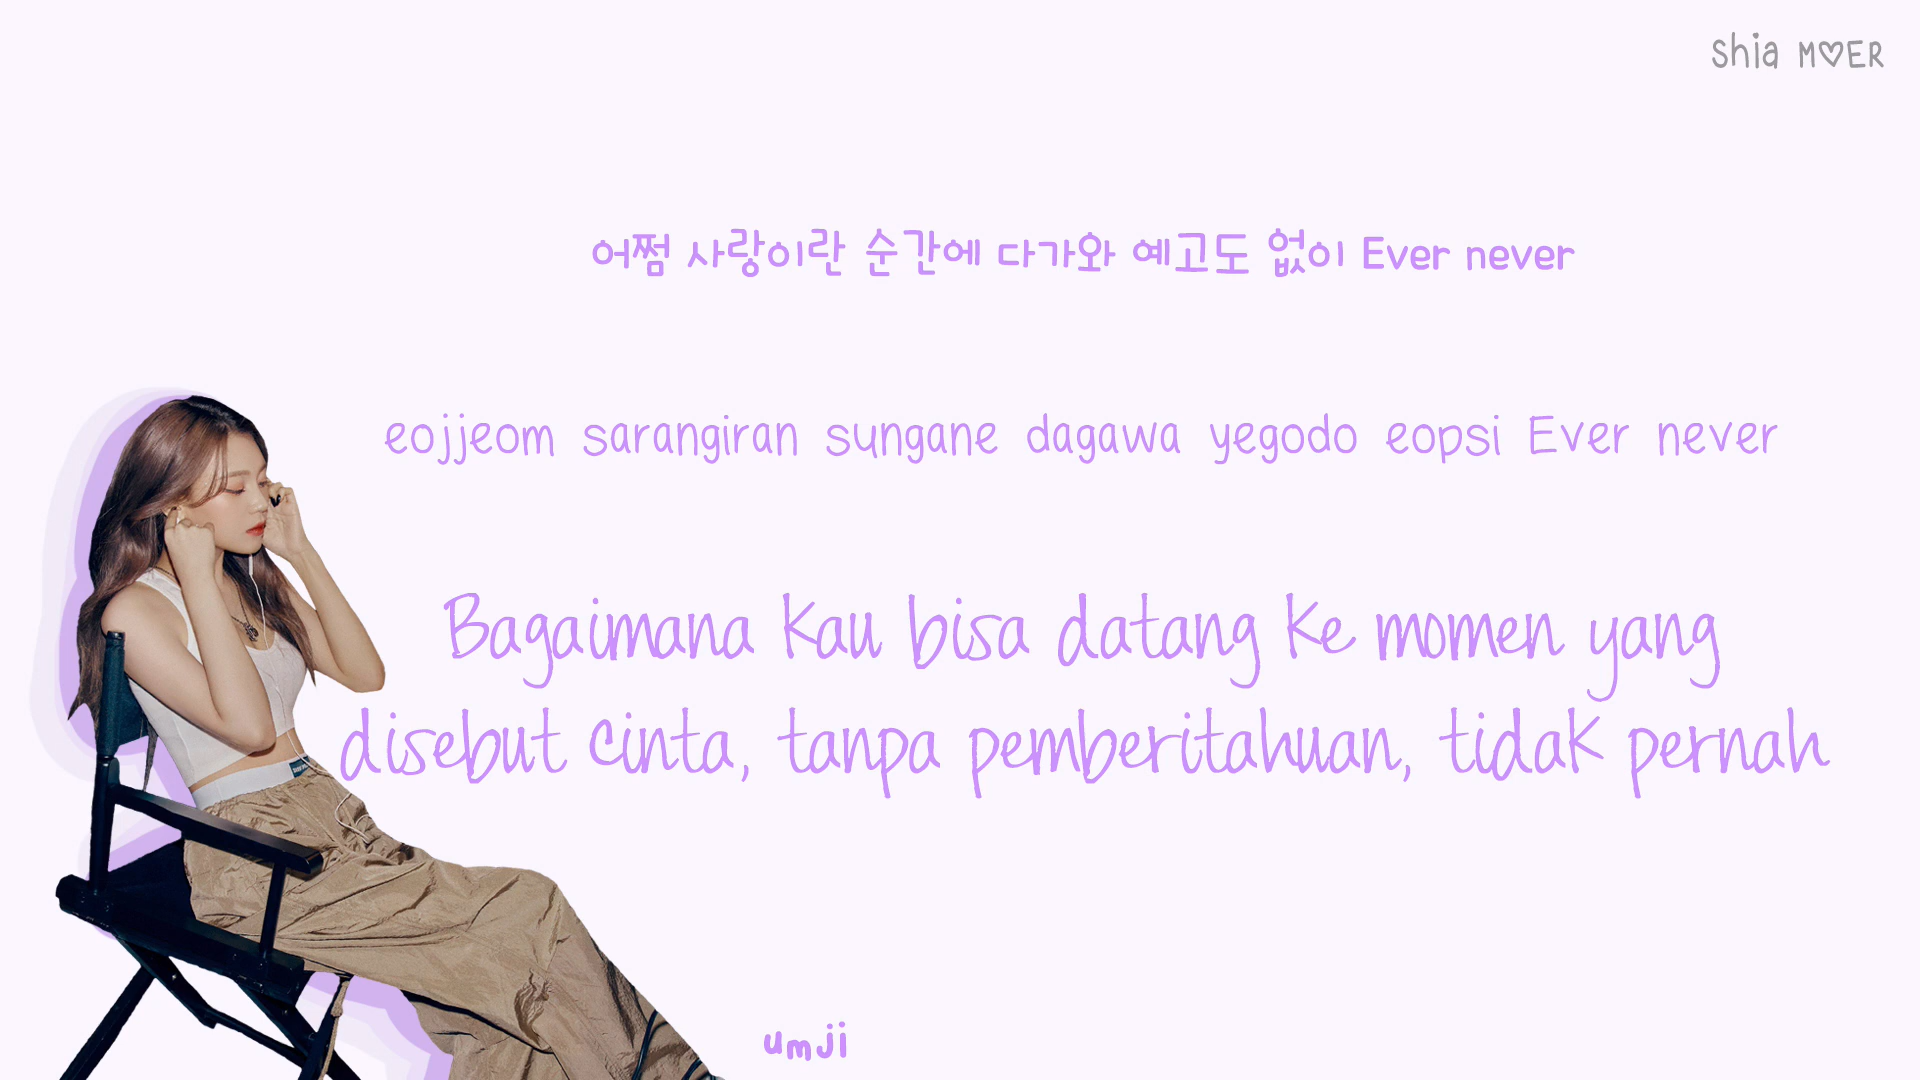 Shia M♡ER
어쩜 사랑이란 순간에 다가와 예고도 없이 Ever never
eojjeom sarangiran sungane dagawa yegodo eopsi Ever never
Bagaimana kau bisa datang ke momen yang
disebut cinta, tanpa pemberitahuan, tidak pernah
umji